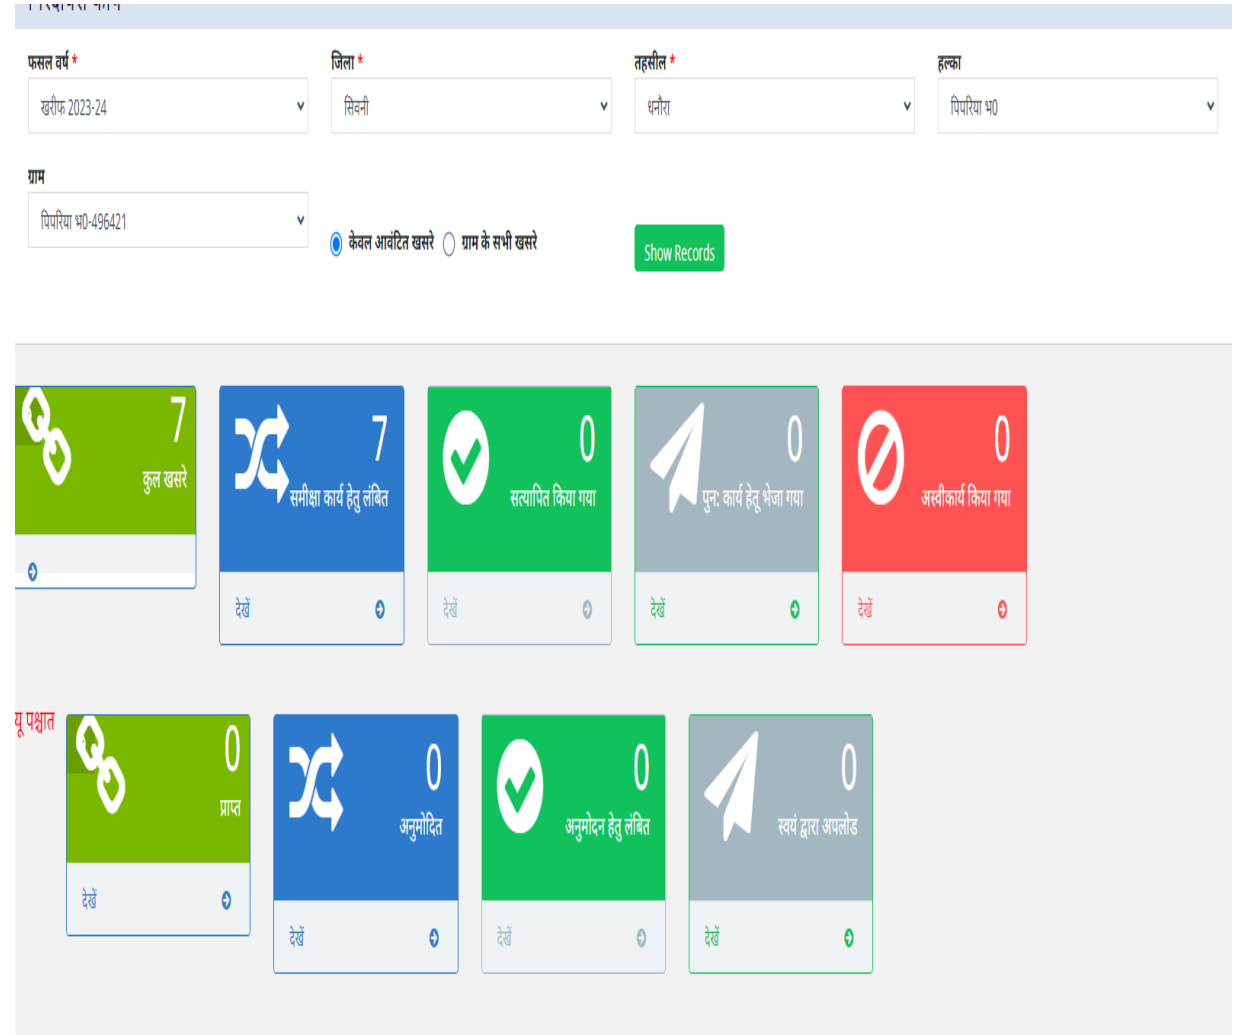 फसल वर्ष *
जिला *
तहसील *
हल्का
खरीफ 2023-24
सिवनी
धनौरा
पिपरिया भ0
ग्राम
पिपरिया भ0-496421
केवल आवंटित खसरे
ग्राम के सभी खसरे
Show Records
7
कुल खसरे
7
समीक्षा कार्य हेतु लंबित
देखें
0
सत्यापित किया गया
देखें
0
पुन: कार्य हेतू भेजा गया
देखें
0
अस्वीकार्य किया गया
देखें
यू पश्चात
0
प्राप्त
देखें
0
अनुमोदित
देखें
0
अनुमोदन हेतु लंबित
देखें
0
स्वयं द्वारा अपलोड
देखें